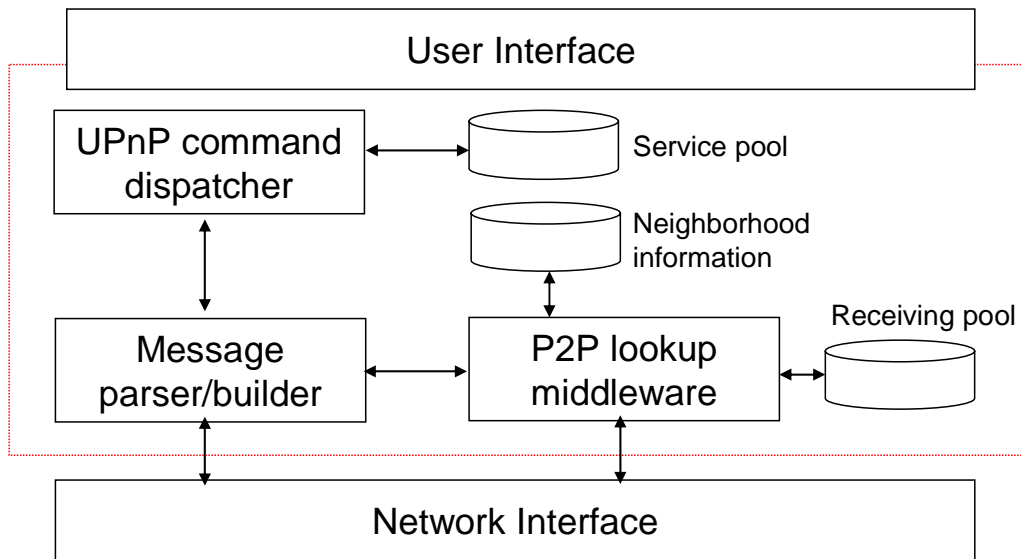 User Interface
UPnP command
dispatcher
Service pool
Neighborhood
information
Receiving pool
Message
parser/builder
P2P lookup
middleware
Network Interface